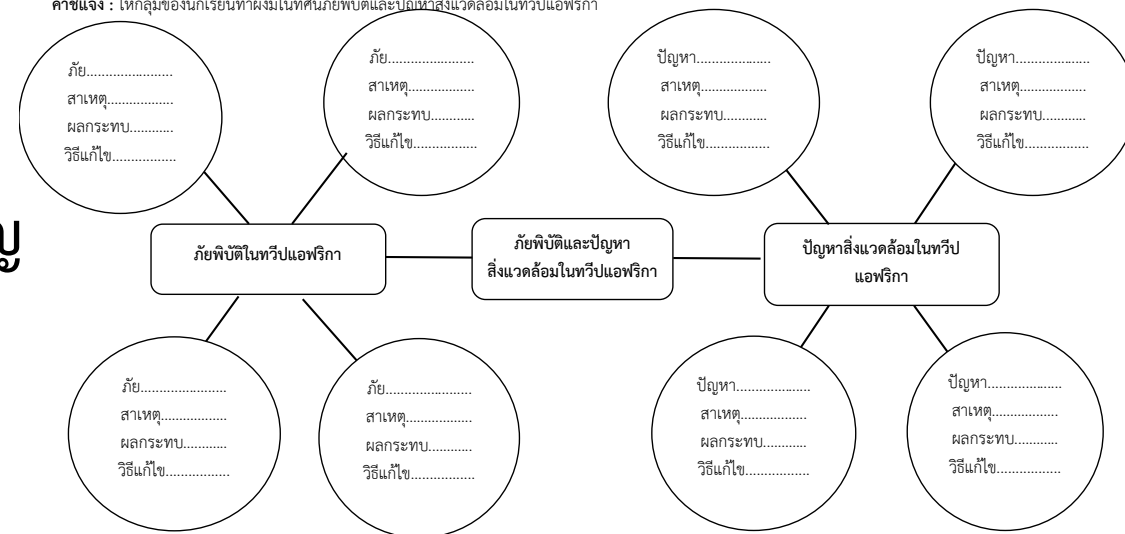 คำชี้แจง : ให้กลุ่มของนักเรียนทำผังมโนทัศน์ภัยพิบัติและปัญหาสิ่งแวดล้อมในทวีปแอฟริกา
ภัย.......................
สาเหตุ..................
ผลกระทบ............
วิธีแก้ไข.................
ภัย.......................
สาเหตุ..................
ผลกระทบ............
วิธีแก้ไข.................
ปัญหา....................
สาเหตุ..................
ผลกระทบ............
วิธีแก้ไข.................
ปัญหา....................
สาเหตุ..................
ผลกระทบ............
วิธีแก้ไข.................
ญ
ภัยพิบัติในทวีปแอฟริกา
ภัยพิบัติและปัญหา
สิ่งแวดล้อมในทวีปแอฟริกา
ปัญหาสิ่งแวดล้อมในทวีป
แอฟริกา
ภัย.......................
สาเหตุ..................
ผลกระทบ............
วิธีแก้ไข.................
ภัย.......................
สาเหตุ..................
ผลกระทบ............
วิธีแก้ไข.................
ปัญหา....................
สาเหตุ..................
ผลกระทบ............
วิธีแก้ไข.................
ปัญหา....................
สาเหตุ..................
ผลกระทบ............
วิธีแก้ไข.................